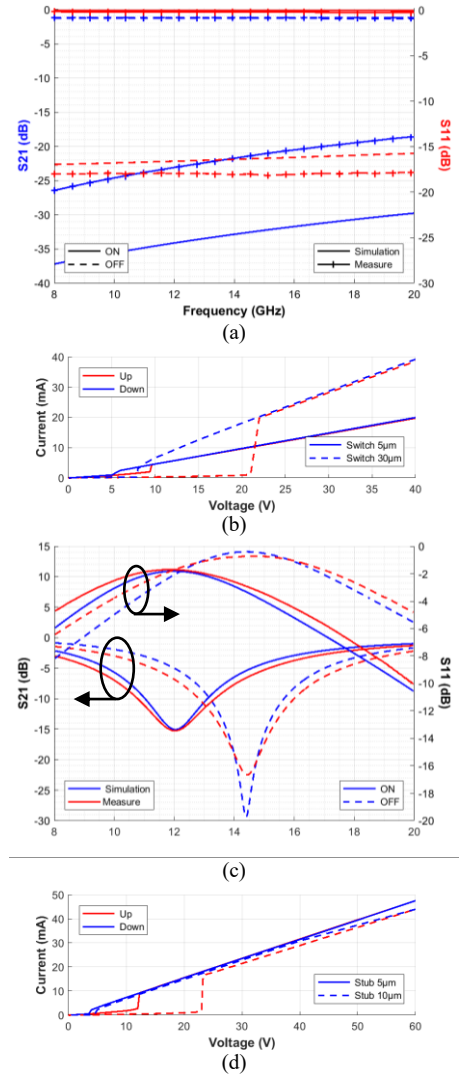 0
-5
-10
-15
-20
-25
-30
-35
-40
S21 (dB)
0
-5
-10
-15
-20
-25
-30
S11 (dB)
ON
OFF
Simulation
Measure
8 10 12 14 16 18 20
Frequency (GHz)
(a)
40
30
20
10
0
Current (mA)
Up
Down
Switch 5μm
Switch 30μm
0 5 10 15 20 25 30 35 40
Voltage (V)
(b)
15
10
5
0
-5
-10
-15
-20
-25
-30
S21 (dB)
0
-2
-4
-6
-8
-10
-12
-14
-16
-18
-20
S11 (dB)
Simulation
Measure
ON
OFF
8 10 12 14 16 18 20
(c)
50
40
30
20
10
0
Current (mA)
Up
Down
Stub 5μm
Stub 10μm
0 10 20 30 40 50 60
Voltage (V)
(d)